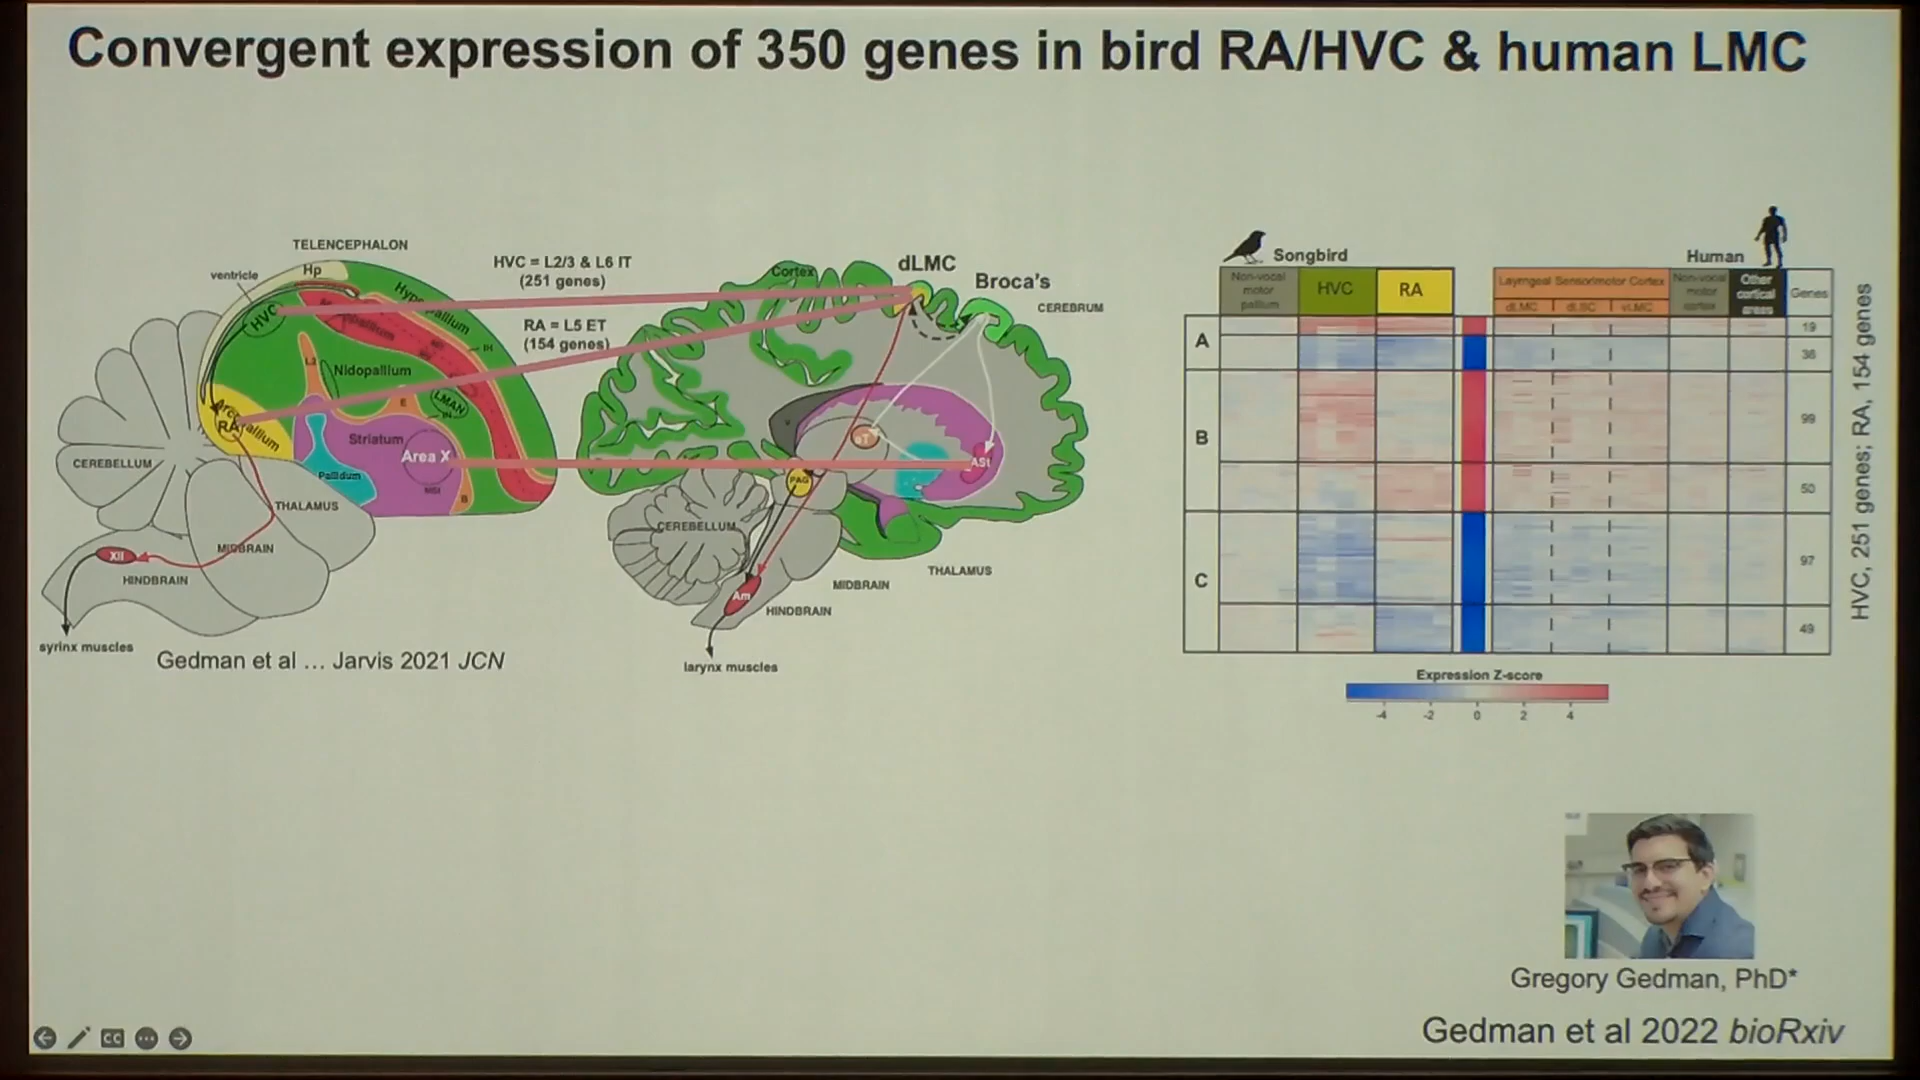 Convergent expression of 350 genes in bird RA/HVC & human LMC
TELENCEPHALON
ventricle
Hp
HVC
Nidopallium
L2
E
LMAN
RA
Striatum
Area X
MSt
B
Pallidum
CEREBELLUM
THALAMUS
MIDBRAIN
XII
HINDBRAIN
syrinx muscles
Gedman et al ... Jarvis 2021 JCN
HVC = L2/3 & L6 IT
(251 genes)
RA = L5 ET
(154 genes)
Cortex
dLMC
Broca's
CEREBRUM
aT
ASt
PAG
CEREBELLUM
Am
THALAMUS
MIDBRAIN
HINDBRAIN
larynx muscles
Songbird
Human
Non-vocal
motor
pallium
HVC
RA
Laryngeal Sensorimotor Cortex
dLMC
dLSC
vLMC
Non-vocal
motor
cortex
Other
cortical
areas
Genes
A
19
36
B
99
50
C
97
49
HVC, 251 genes; RA, 154 genes
Expression Z-score
-4 -2 0 2 4
Gregory Gedman, PhD*
Gedman et al 2022 bioRxiv
CC